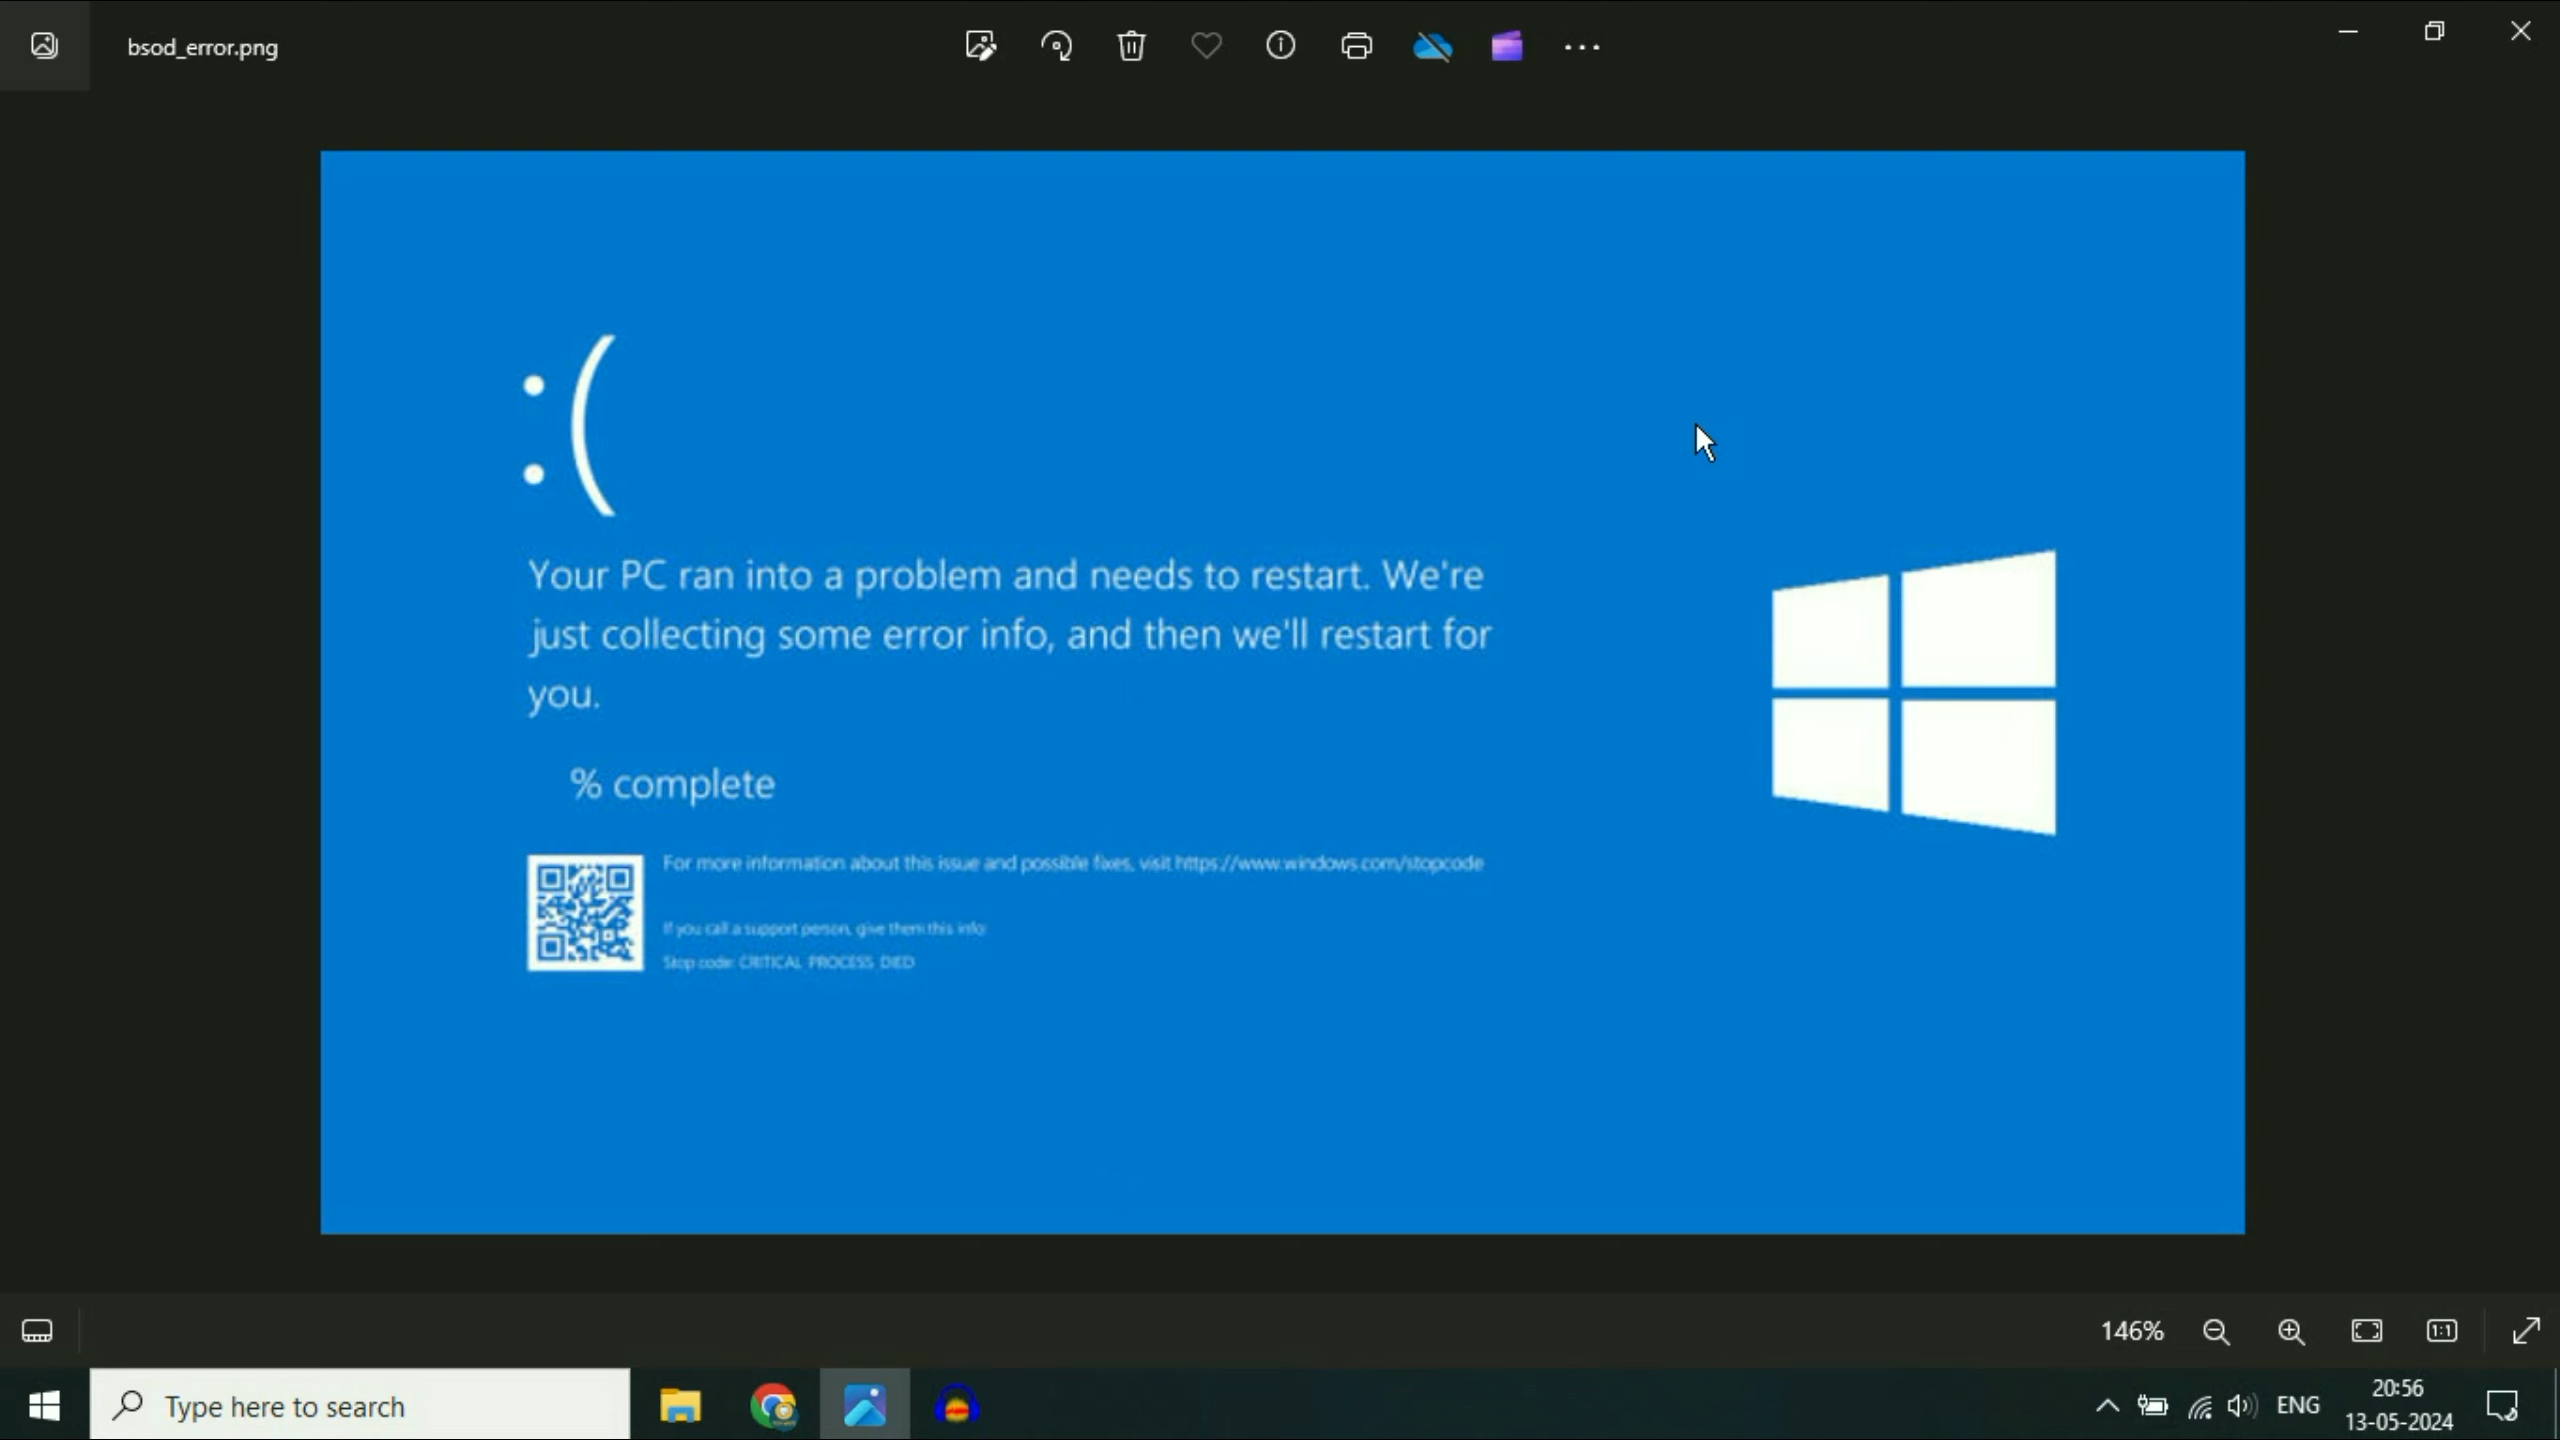 bsod_error.png
:(
Your PC ran into a problem and needs to restart. We're
just collecting some error info, and then we'll restart for
you.
% complete
For more information about this issue and possible fixes, visit https://www.windows.com/stopcode
If you call a support person, give them this info:
Stop code: CRITICAL PROCESS DIED
146%
1:1
Type here to search
ENG
20:56
13-05-2024